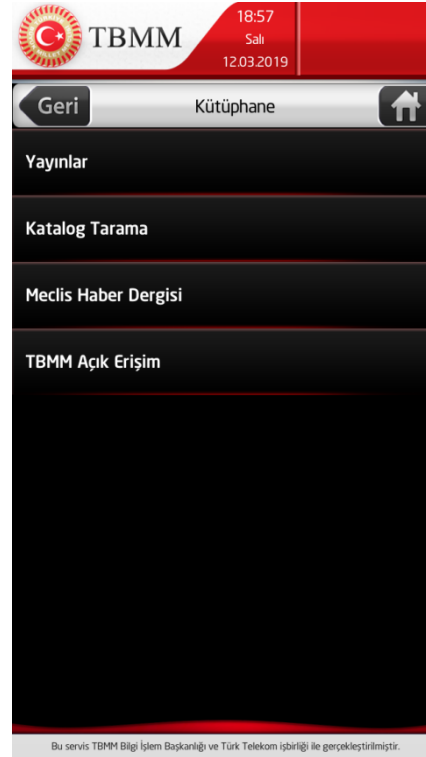 TBMM
18:57
Salı
12.03.2019
Geri
Kütüphane
Yayınlar
Katalog Tarama
Meclis Haber Dergisi
TBMM Açık Erişim
Bu servis TBMM Bilgi İşlem Başkanlığı ve Türk Telekom işbirliği ile gerçekleştirilmiştir.